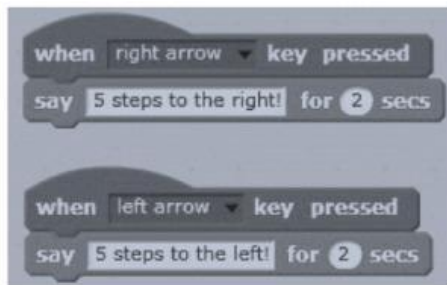 when right arrow key pressed
say 5 steps to the right! for 2 secs
when left arrow key pressed
say 5 steps to the left! for 2 secs